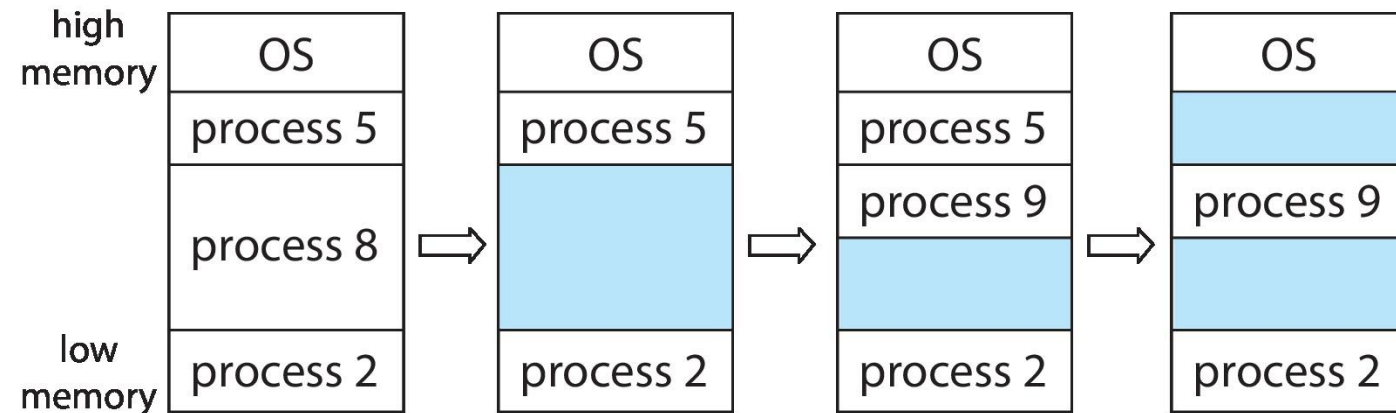 high
memory
OS
process 5
process 8
low
memory
process 2
OS
process 5
process 2
OS
process 5
process 9
process 2
OS
process 9
process 2